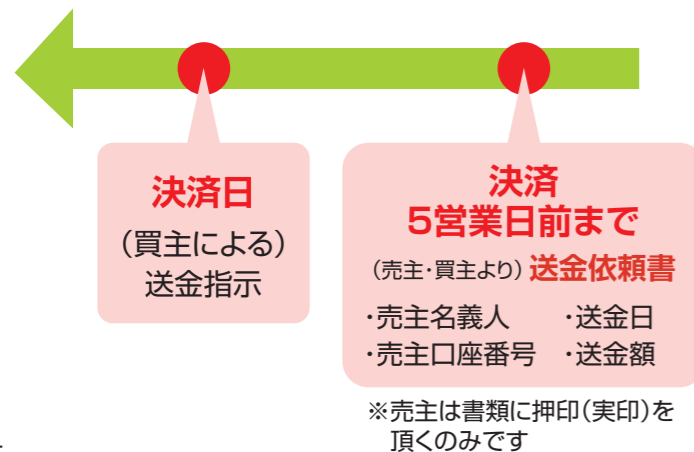 決済日
（買主による）
送金指示
決済
5営業日前まで
（売主・買主より）送金依頼書
・売主名義人　・送金日
・売主口座番号　・送金額
※売主は書類に押印（実印）を
頂くのみです